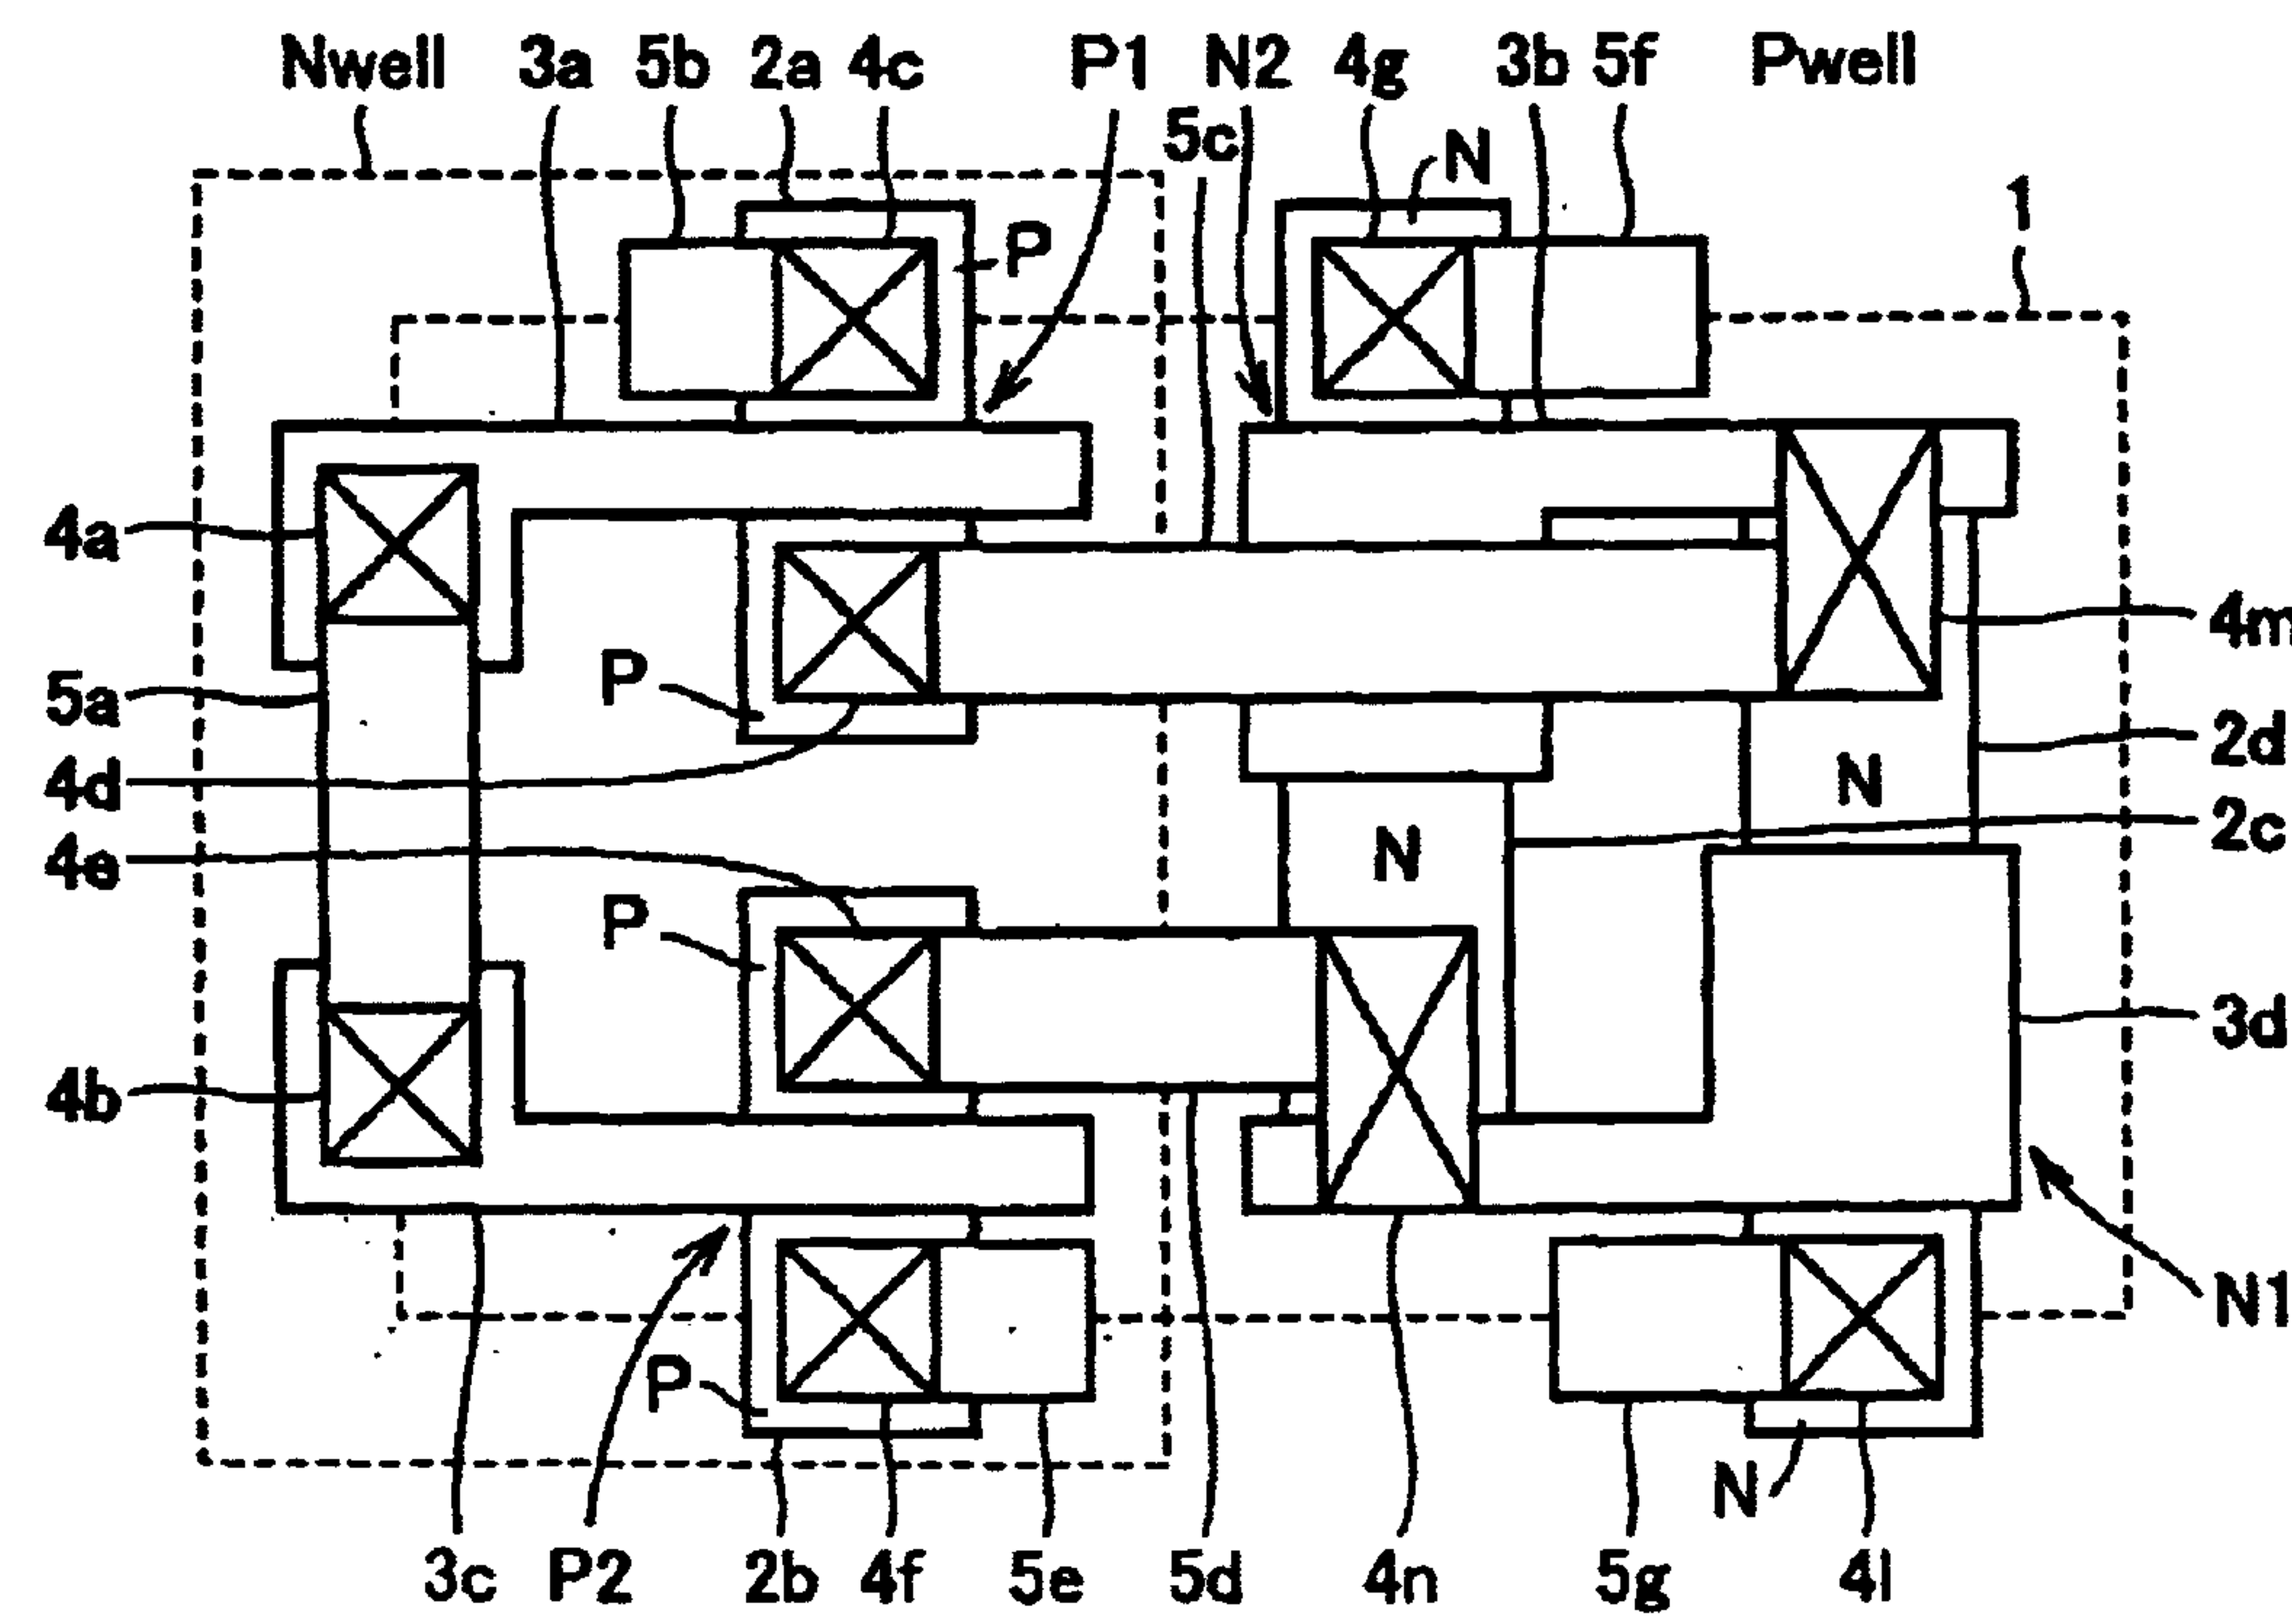 Nwell 3a 5b 2a 4c P1 N2 4g 3b 5f Pwell
5c N 1
P
4a
4m
P
5a
2d
4d N
2c
4e N
P
3d
4b
N1
P
N
3c P2 2b 4f 5e 5d 4n 5g 4l